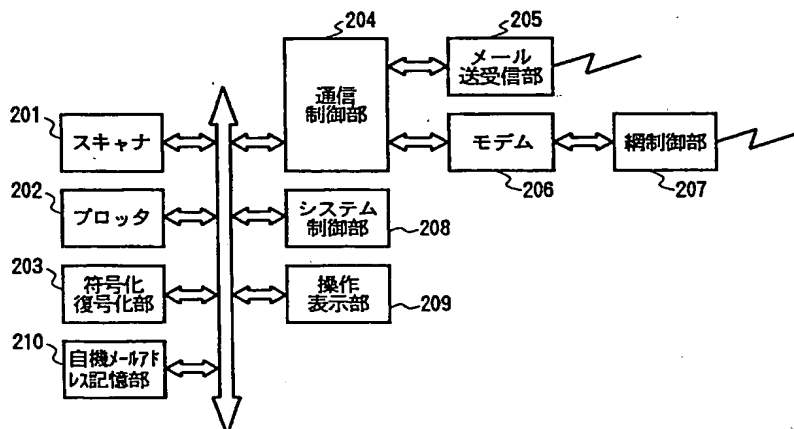 204
205
通信
制御部
メール
送受信部
201
スキャナ
モデム
網制御部
206
207
202
プロッタ
システム
制御部
208
203
符号化
復号化部
操作
表示部
209
210
自機メールアド
レス記憶部